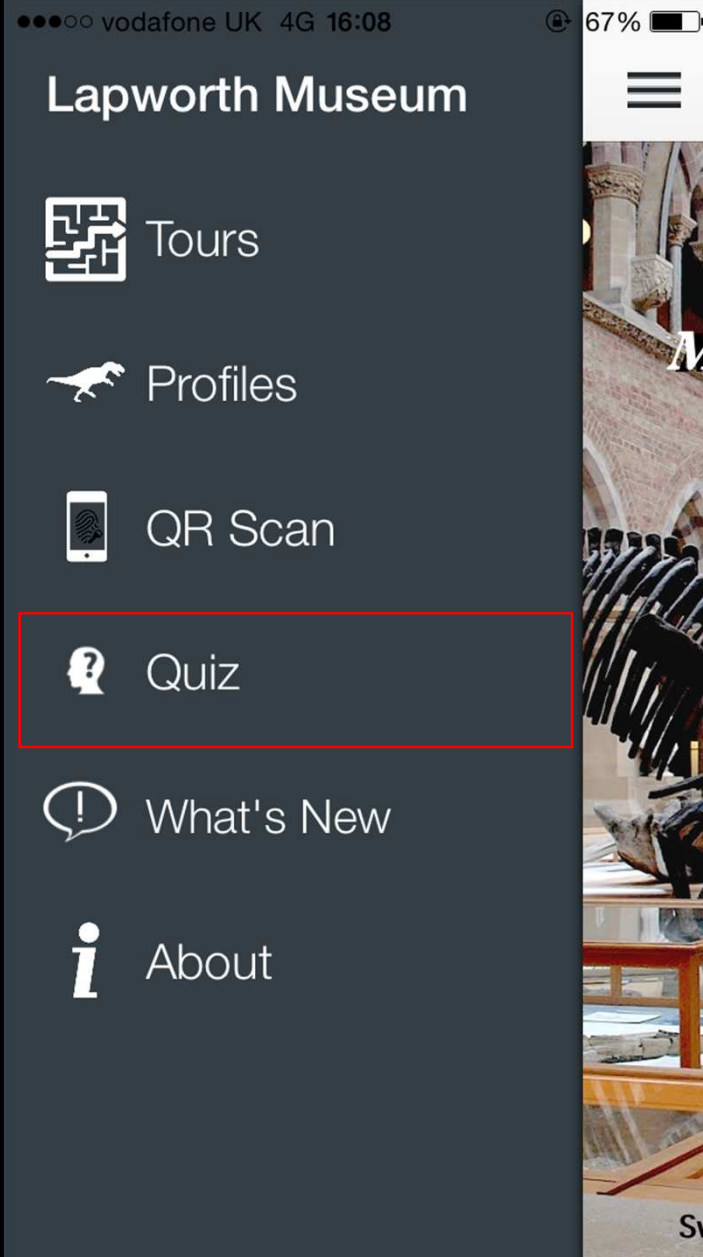 vodafone UK 4G 16:08 67%
Lapworth Museum
Tours
Profiles
QR Scan
Quiz
What's New
About